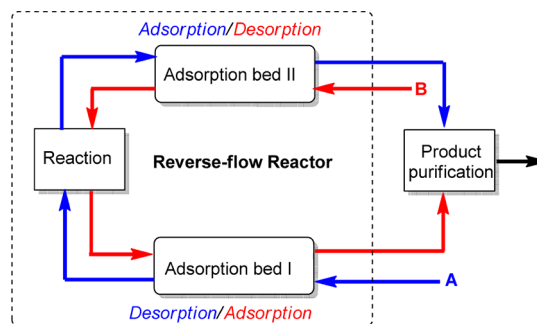 Adsorption/Desorption
Adsorption bed II
B
Reaction
Reverse-flow Reactor
Product
purification
Adsorption bed I
A
Desorption/Adsorption